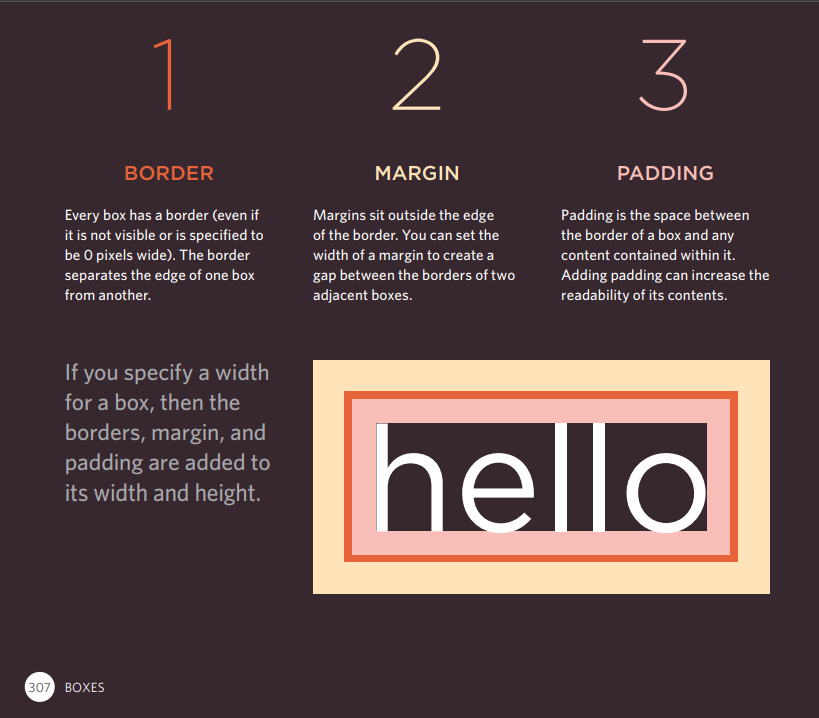 1
2
3
BORDER
Every box has a border (even if
it is not visible or is specified to
be 0 pixels wide). The border
separates the edge of one box
from another.
MARGIN
Margins sit outside the edge
of the border. You can set the
width of a margin to create a
gap between the borders of two
adjacent boxes.
PADDING
Padding is the space between
the border of a box and any
content contained within it.
Adding padding can increase the
readability of its contents.
If you specify a width
for a box, then the
borders, margin, and
padding are added to
its width and height.
hello
307 BOXES